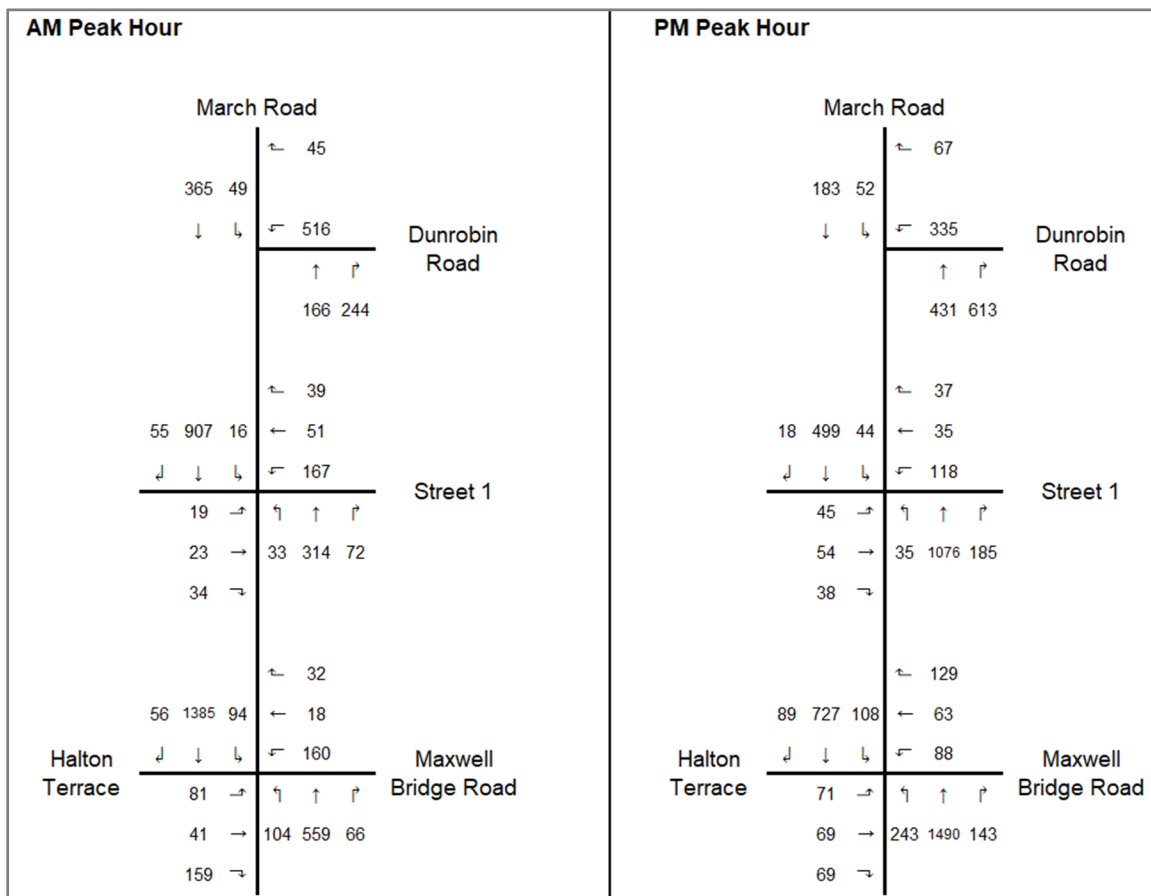 AM Peak Hour
March Road
↰ 45
365 49
↓ ↳ ↰ 516
Dunrobin
Road
↑ ↱
166 244
↰ 39
55 907 16 ← 51
↲ ↓ ↳ ↰ 167
Street 1
19 ↰ ↑ ↱
23 → 33 314 72
34
32
56 1385 94 ← 18
↲ ↓ ↳ 160
Halton
Terrace
Maxwell
Bridge Road
81 ↰ ↑ ↱
41 → 104 559 66
159
PM Peak Hour
March Road
67
183 52
↓ ↳ 335
Dunrobin
Road
↑ ↱
431 613
37
18 499 44 ← 35
↲ ↓ ↳ 118
Street 1
45 ↰ ↑ ↱
54 → 35 1076 185
38
129
89 727 108 ← 63
↲ ↓ ↳ 88
Halton
Terrace
Maxwell
Bridge Road
71 ↰ ↑ ↱
69 → 243 1490 143
69